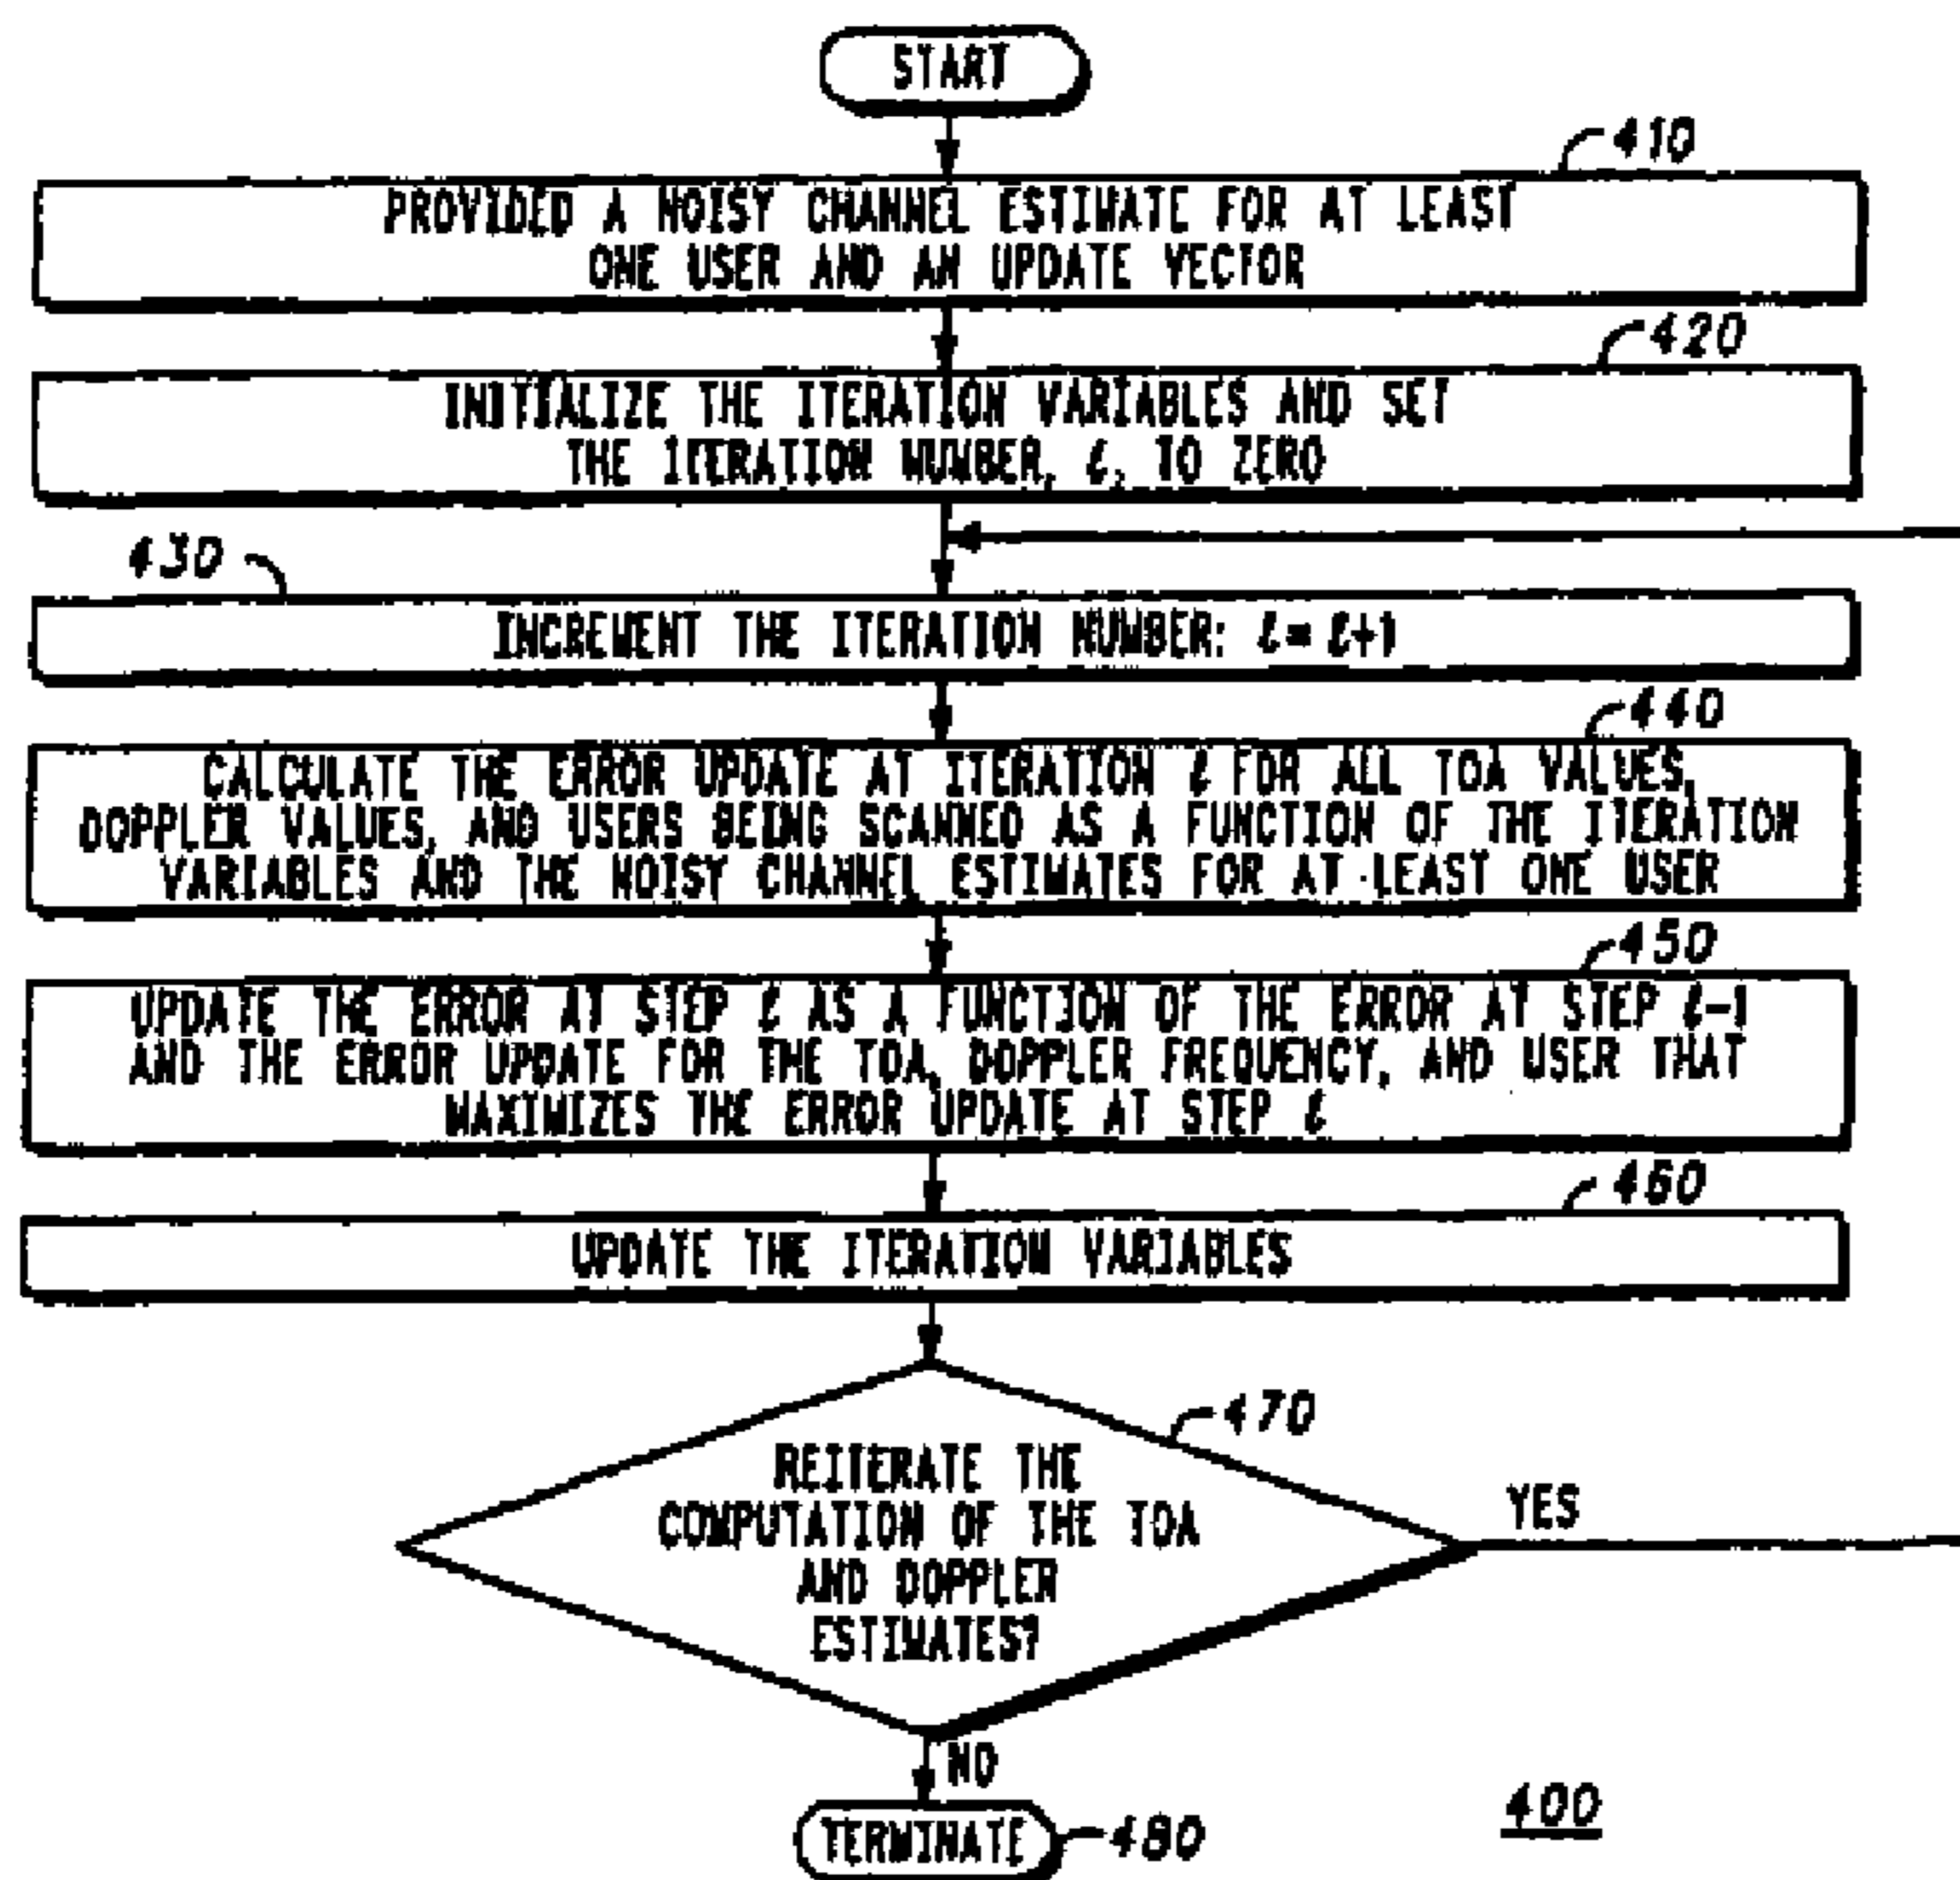 START
410
PROVIDED A NOISY CHANNEL ESTIMATE FOR AT LEAST
ONE USER AND AN UPDATE VECTOR
420
INITIALIZE THE ITERATION VARIABLES AND SET
THE ITERATION NUMBER, ℓ, TO ZERO
430
INCREMENT THE ITERATION NUMBER: ℓ = ℓ+1
440
CALCULATE THE ERROR UPDATE AT ITERATION ℓ FOR ALL TOA VALUES,
DOPPLER VALUES, AND USERS BEING SCANNED AS A FUNCTION OF THE ITERATION
VARIABLES AND THE NOISY CHANNEL ESTIMATES FOR AT LEAST ONE USER
450
UPDATE THE ERROR AT STEP ℓ AS A FUNCTION OF THE ERROR AT STEP ℓ-1
AND THE ERROR UPDATE FOR THE TOA, DOPPLER FREQUENCY, AND USER THAT
MAXIMIZES THE ERROR UPDATE AT STEP ℓ
460
UPDATE THE ITERATION VARIABLES
470
REITERATE THE
COMPUTATION OF THE TOA
AND DOPPLER
ESTIMATES?
YES
NO
TERMINATE
480
400